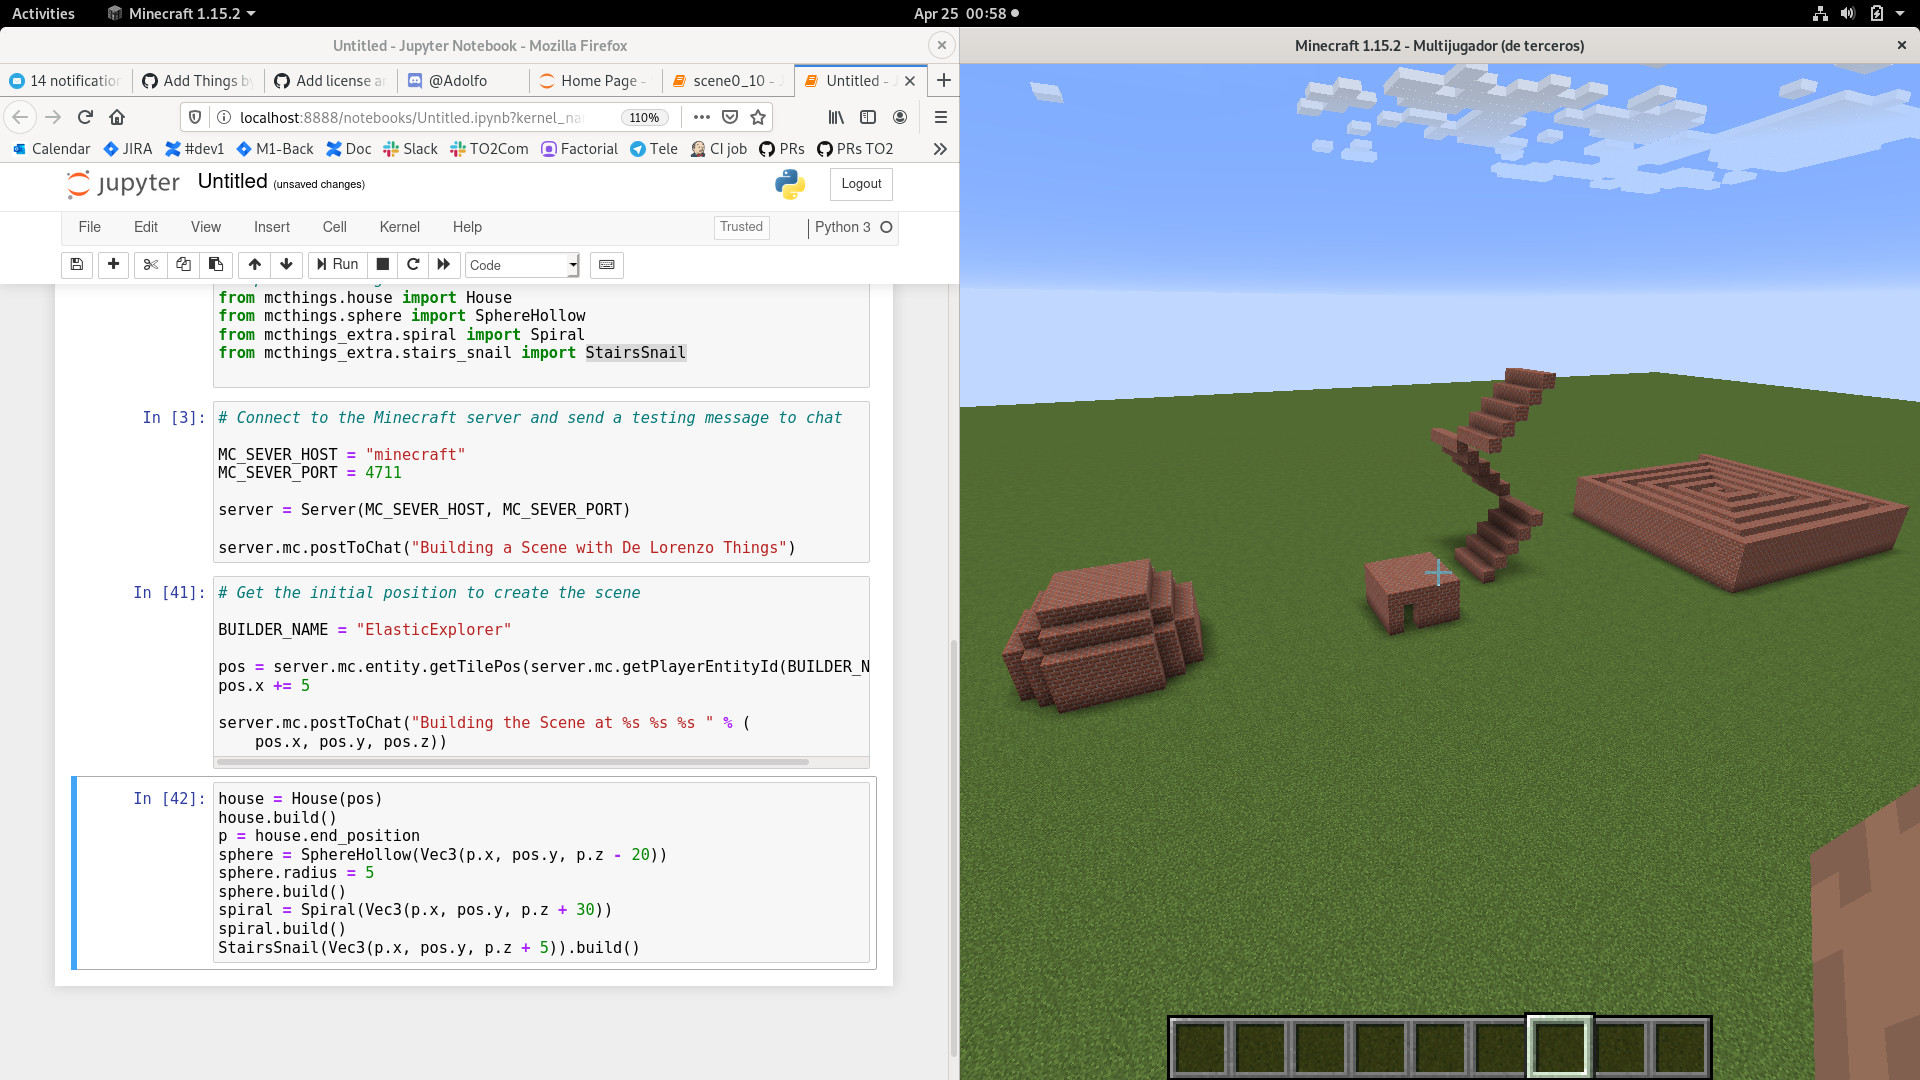 Activities
Minecraft 1.15.2
Apr 25 00:58
Untitled - Jupyter Notebook - Mozilla Firefox
Minecraft 1.15.2 - Multijugador (de terceros)
14 notification
Add Things by
Add license a
@Adolfo
Home Page -
scene0_10 -
Untitled -
localhost:8888/notebooks/Untitled.ipynb?kernel_na
110%
Calendar
JIRA
#dev1
M1-Back
Doc
Slack
TO2Com
Factorial
Tele
CI job
PRs
PRs TO2
jupyter
Untitled (unsaved changes)
Logout
File Edit View Insert Cell Kernel Help
Trusted
Python 3
Run
Code
from mcthings.house import House
from mcthings.sphere import SphereHollow
from mcthings_extra.spiral import Spiral
from mcthings_extra.stairs_snail import StairsSnail
In [3]: # Connect to the Minecraft server and send a testing message to chat
MC_SEVER_HOST = "minecraft"
MC_SEVER_PORT = 4711
server = Server(MC_SEVER_HOST, MC_SEVER_PORT)
server.mc.postToChat("Building a Scene with De Lorenzo Things")
In [41]: # Get the initial position to create the scene
BUILDER_NAME = "ElasticExplorer"
pos = server.mc.entity.getTilePos(server.mc.getPlayerEntityId(BUILDER_N
pos.x += 5
server.mc.postToChat("Building the Scene at %s %s %s " % (
pos.x, pos.y, pos.z))
In [42]: house = House(pos)
house.build()
p = house.end_position
sphere = SphereHollow(Vec3(p.x, pos.y, p.z - 20))
sphere.radius = 5
sphere.build()
spiral = Spiral(Vec3(p.x, pos.y, p.z + 30))
spiral.build()
StairsSnail(Vec3(p.x, pos.y, p.z + 5)).build()